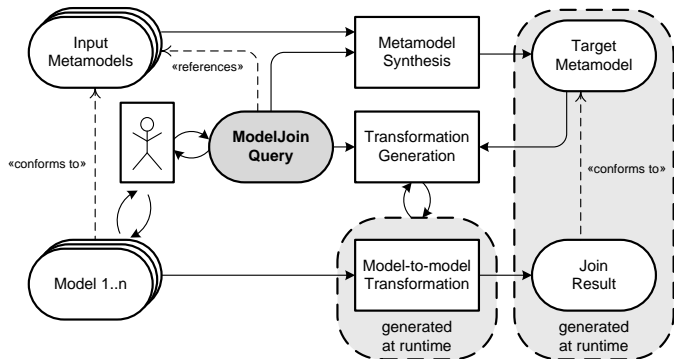 Input
Metamodels
Metamodel
Synthesis
Target
Metamodel
«references»
ModelJoin
Query
Transformation
Generation
«conforms to»
«conforms to»
Model 1..n
Model-to-model
Transformation
Join
Result
generated
at runtime
generated
at runtime